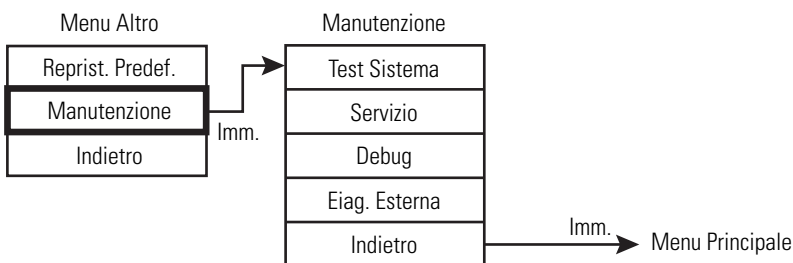 Menu Altro
Reprist. Predef.
Manutenzione
Indietro
Imm.
Manutenzione
Test Sistema
Servizio
Debug
Eiag. Esterna
Indietro
Imm.
Menu Principale